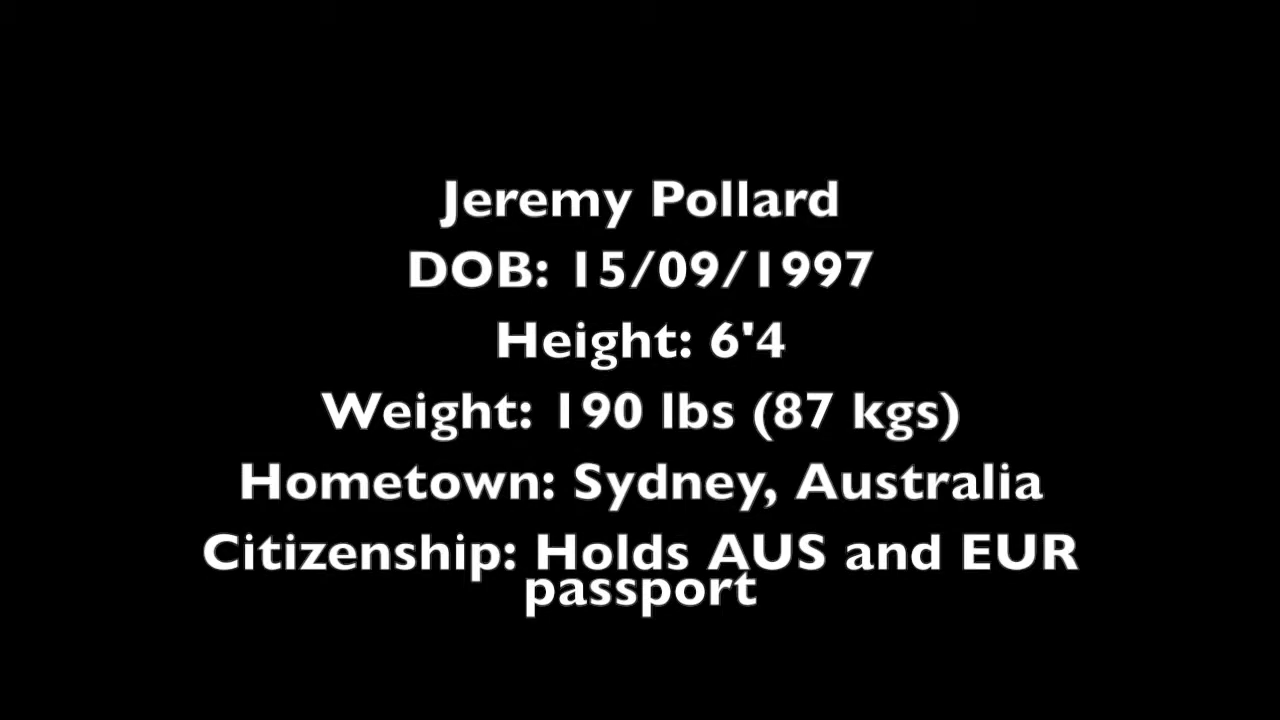 Jeremy Pollard
DOB: 15/09/1997
Height: 6'4
Weight: 190 lbs (87 kgs)
Hometown: Sydney, Australia
Citizenship: Holds AUS and EUR
passport